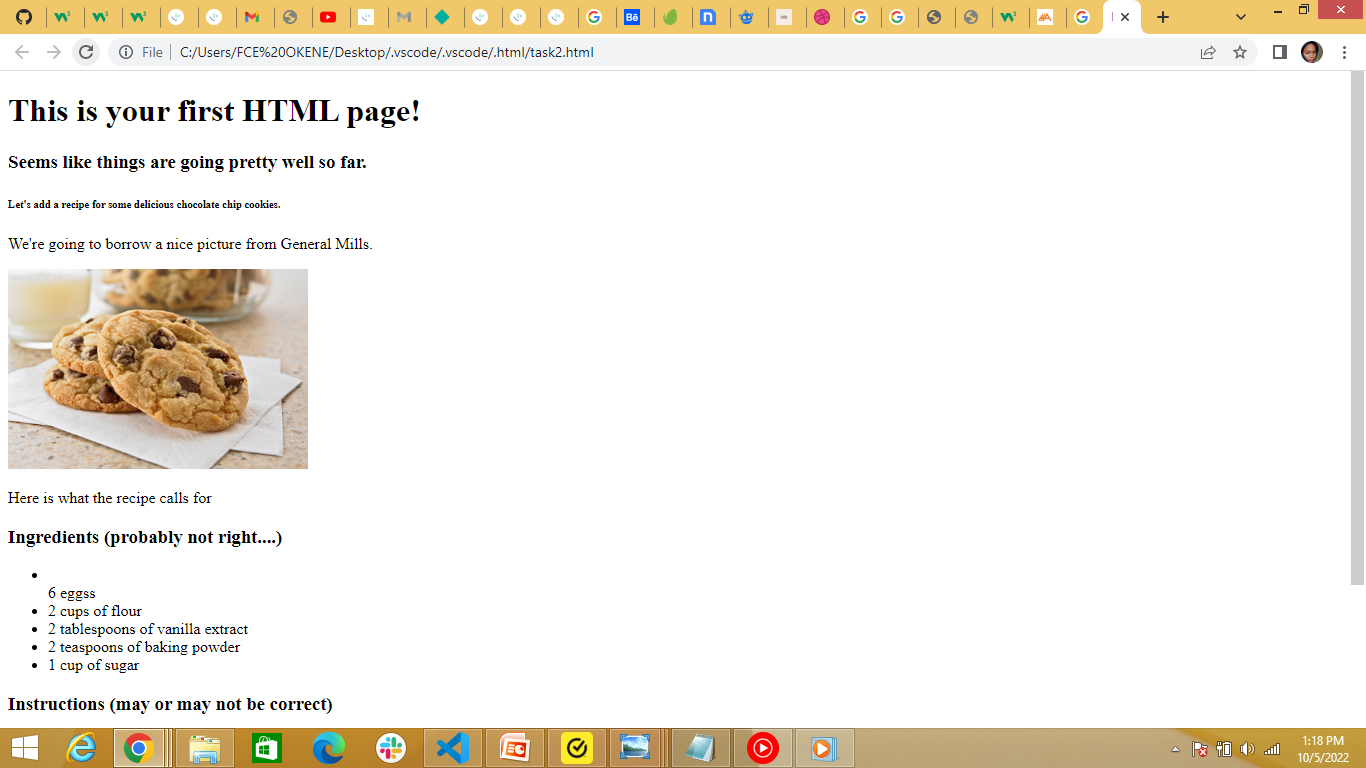 File
C:/Users/FCE%20OKENE/Desktop/.vscode/.vscode/.html/task2.html
This is your first HTML page!
Seems like things are going pretty well so far.
Let's add a recipe for some delicious chocolate chip cookies.
We're going to borrow a nice picture from General Mills.
Here is what the recipe calls for
Ingredients (probably not right....)
6 eggss
2 cups of flour
2 tablespoons of vanilla extract
2 teaspoons of baking powder
1 cup of sugar
Instructions (may or may not be correct)
1:18 PM
10/5/2022